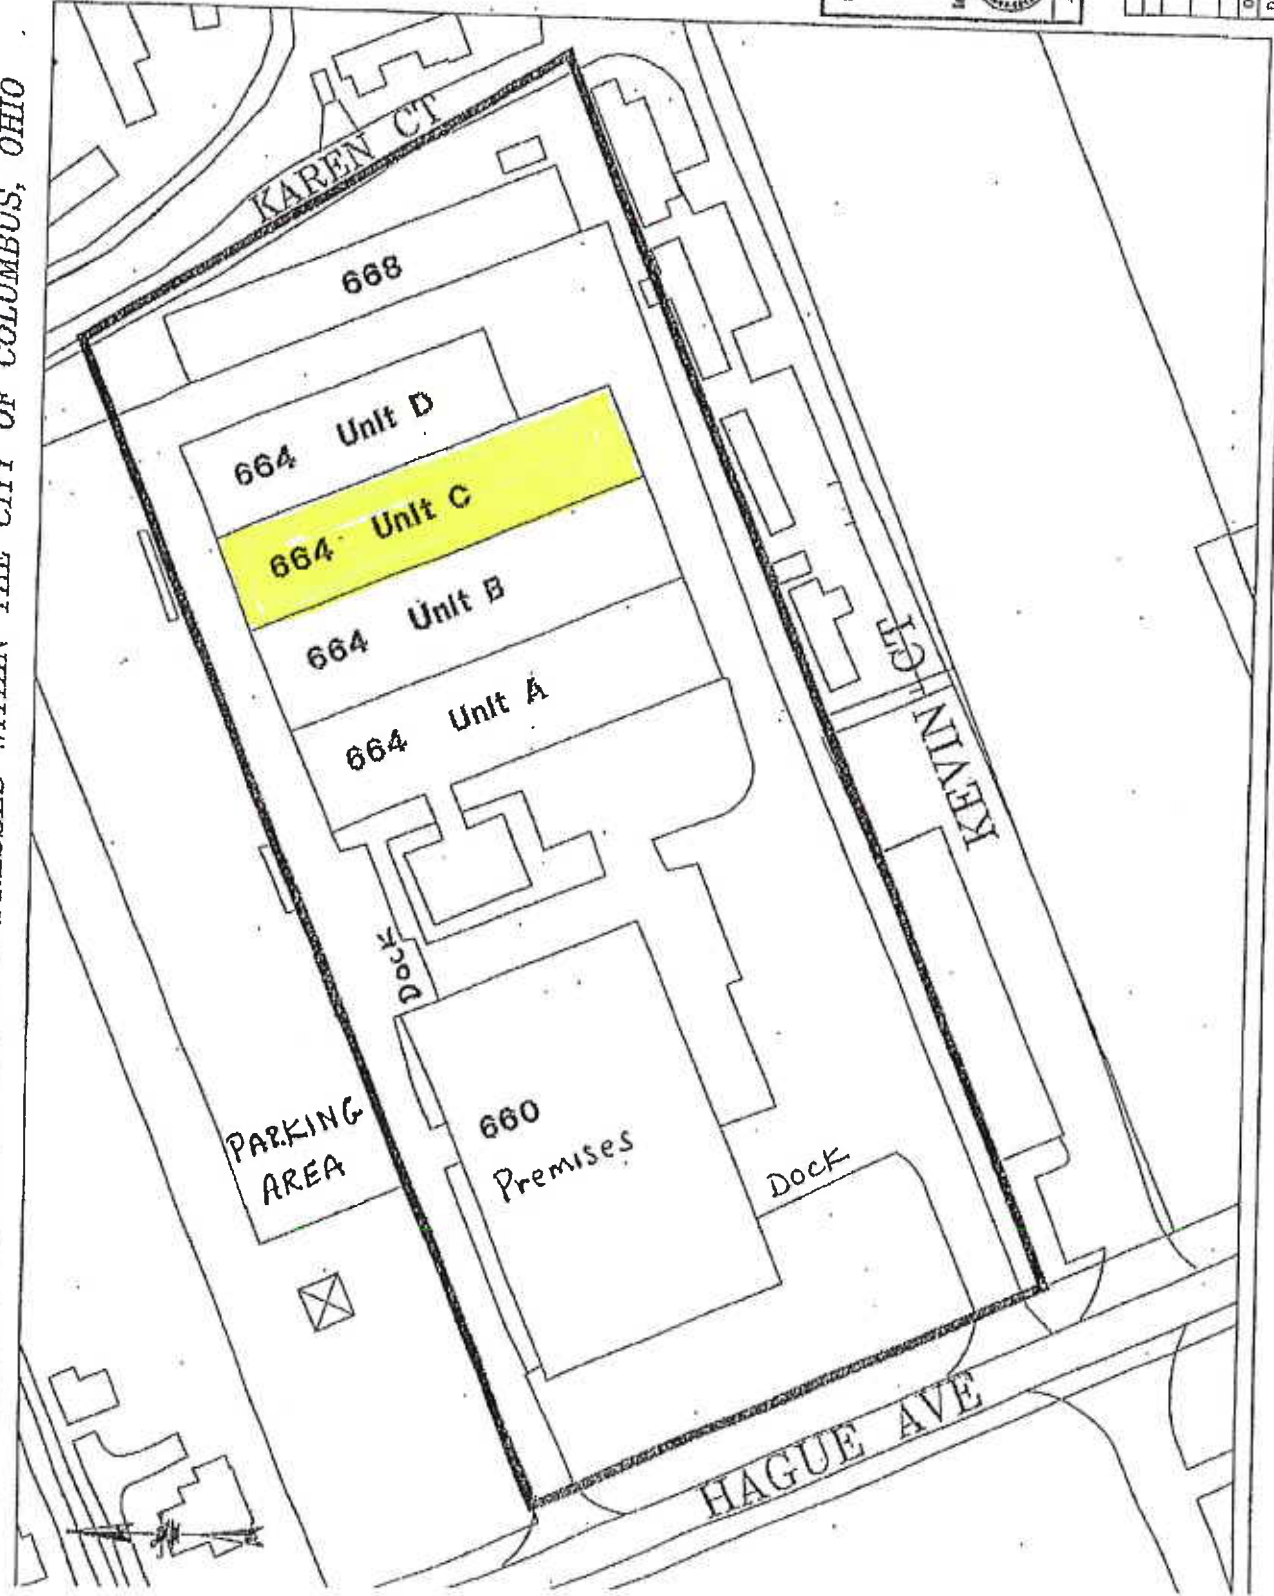 WITHIN THE CITY OF COLUMBUS, OHIO
KAREN CT
668
664 Unit D
664 Unit C
664 Unit B
664 Unit A
KEVIN CT
DOCK
PARKING
AREA
660
Premises
DOCK
HAGUE AVE